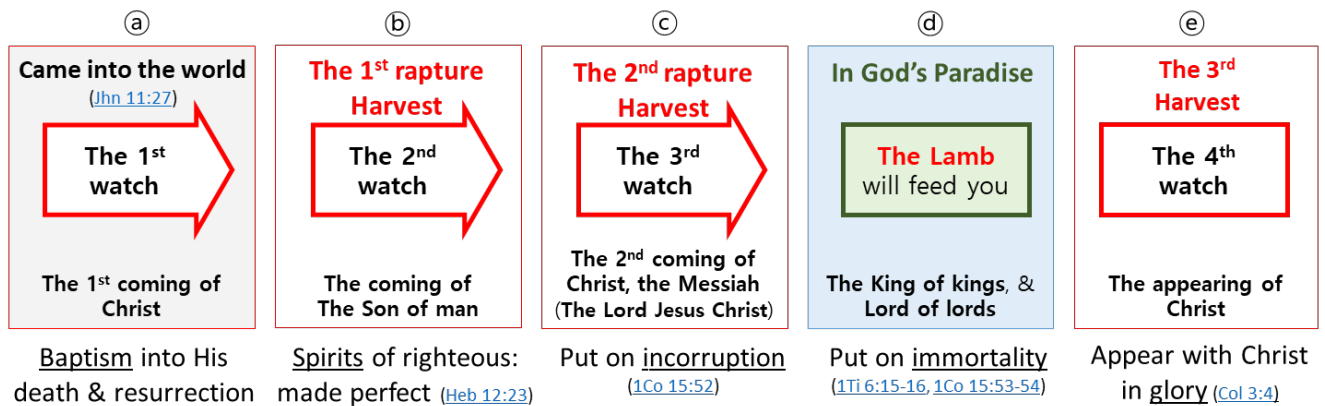 ⓐ
Came into the world
(Jhn 11:27)
The 1st
watch
The 1st coming of
Christ
Baptism into His
death & resurrection
ⓑ
The 1st rapture
Harvest
The 2nd
watch
The coming of
The Son of man
Spirits of righteous:
made perfect (Heb 12:23)
ⓒ
The 2nd rapture
Harvest
The 3rd
watch
The 2nd coming of
Christ, the Messiah
(The Lord Jesus Christ)
Put on incorruption
(1Co 15:52)
ⓓ
In God's Paradise
The Lamb
will feed you
The King of kings, &
Lord of lords
Put on immortality
(1Ti 6:15-16, 1Co 15:53-54)
ⓔ
The 3rd
Harvest
The 4th
watch
The appearing of
Christ
Appear with Christ
in glory (Col 3:4)